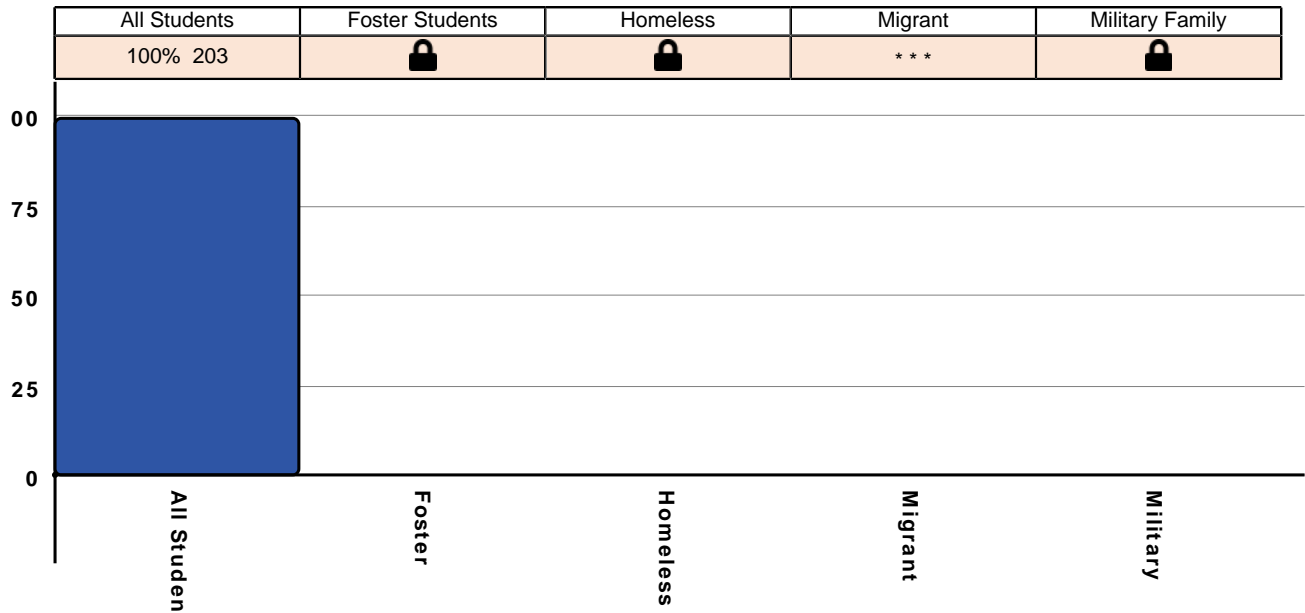 All Students Foster Students Homeless Migrant Military Family
100% 203 * * *
00
75
50
25
0
All Studen
Foster
Homeless
Migrant
Military